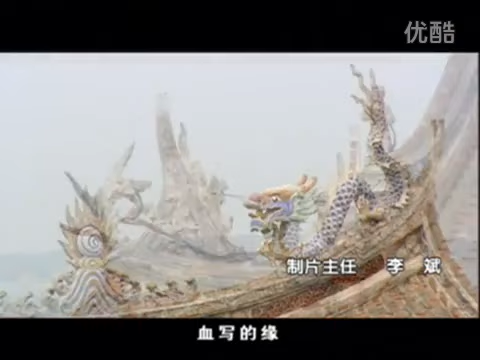 优酷
制片主任 李斌
血写的缘